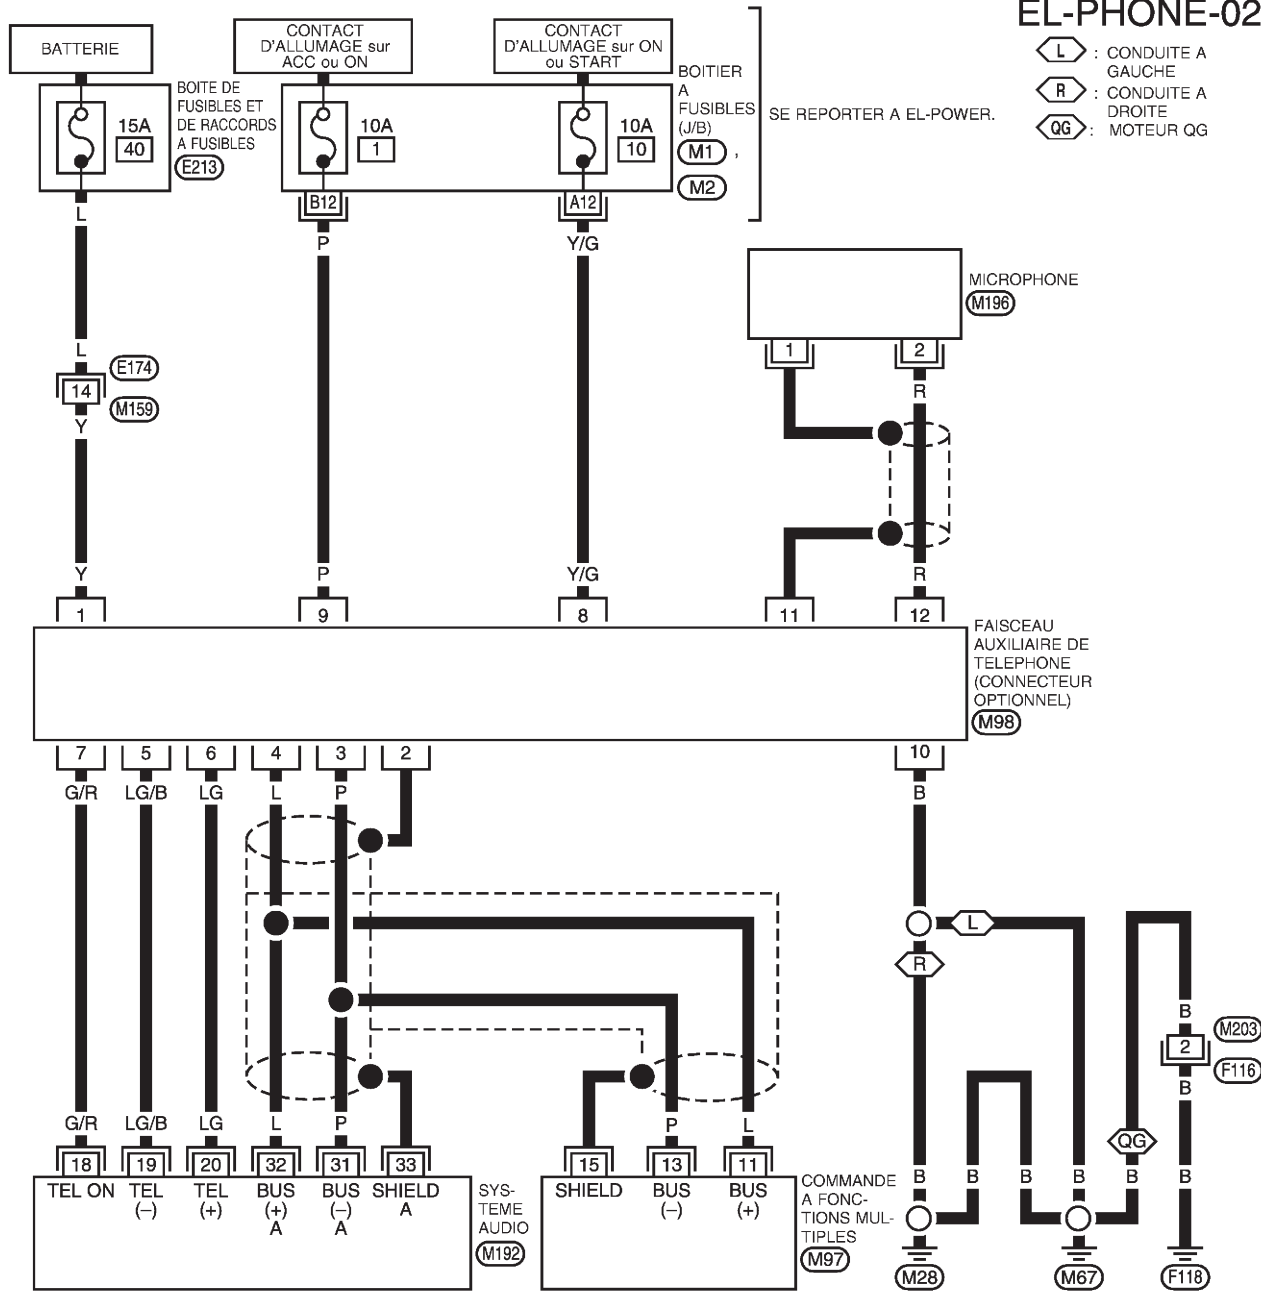 EL-PHONE-02
L : CONDUITE A
GAUCHE
R : CONDUITE A
DROITE
QG : MOTEUR QG
BATTERIE
CONTACT
D'ALLUMAGE sur
ACC ou ON
CONTACT
D'ALLUMAGE sur ON
ou START
15A
40
BOITE DE
FUSIBLES ET
DE RACCORDS
A FUSIBLES
E213
10A
1
10A
10
BOITIER
A
FUSIBLES
(J/B)
M1 ,
M2
SE REPORTER A EL-POWER.
B12
A12
L
P
Y/G
MICROPHONE
M196
1
2
L
E174
14
M159
Y
R
Y
P
Y/G
R
1
9
8
11
12
FAISCEAU
AUXILIAIRE DE
TELEPHONE
(CONNECTEUR
OPTIONNEL)
M98
7
5
6
4
3
2
10
G/R
LG/B
LG
L
P
B
L
R
B
M203
2
F116
B
QG
G/R
LG/B
LG
L
P
P
L
B
B
B
B
B
B
18
19
20
32
31
33
15
13
11
TEL ON
TEL
(–)
TEL
(+)
BUS
(+)
A
BUS
(–)
A
SHIELD
A
SYS-
TEME
AUDIO
M192
SHIELD
BUS
(–)
BUS
(+)
COMMANDE
A FONC-
TIONS MUL-
TIPLES
M97
M28
M67
F118